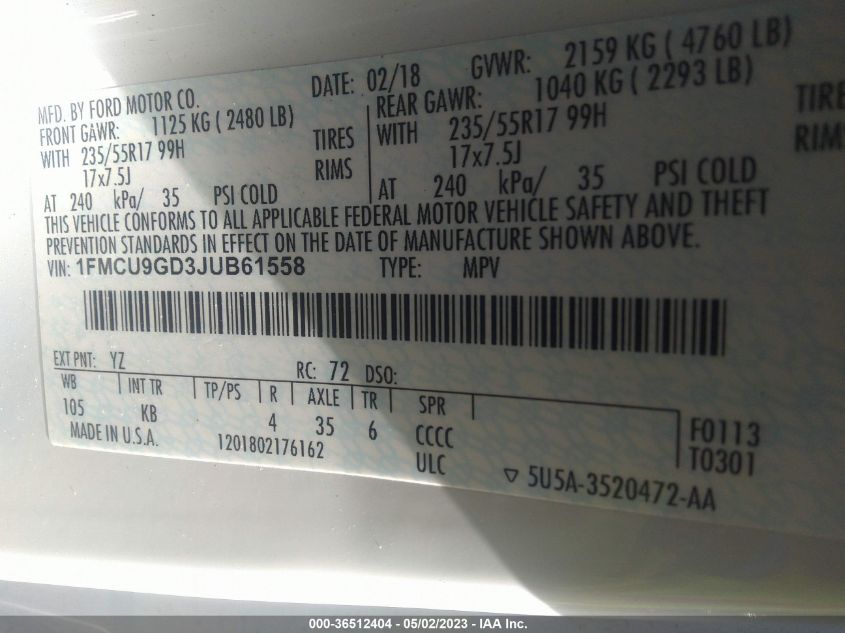 MFD. BY FORD MOTOR CO. DATE: 02/18 GVWR: 2159 KG ( 4760 LB)
FRONT GAWR: 1125 KG ( 2480 LB) REAR GAWR: 1040 KG ( 2293 LB)
WITH 235/55R17 99H TIRES WITH 235/55R17 99H TIRE
17x7.5J RIMS 17x7.5J RIMS
AT 240 kPa/ 35 PSI COLD AT 240 kPa/ 35 PSI COLD
THIS VEHICLE CONFORMS TO ALL APPLICABLE FEDERAL MOTOR VEHICLE SAFETY AND THEFT
PREVENTION STANDARDS IN EFFECT ON THE DATE OF MANUFACTURE SHOWN ABOVE.
VIN: 1FMCU9GD3JUB61558 TYPE: MPV
EXT PNT: YZ RC: 72 DSO:
WB INT TR TP/PS R AXLE TR SPR
105 KB 4 35 6 CCCC F0113
MADE IN U.S.A. 1201802176162 ULC T0301
5U5A-3520472-AA
000-36512404 - 05/02/2023 - IAA Inc.